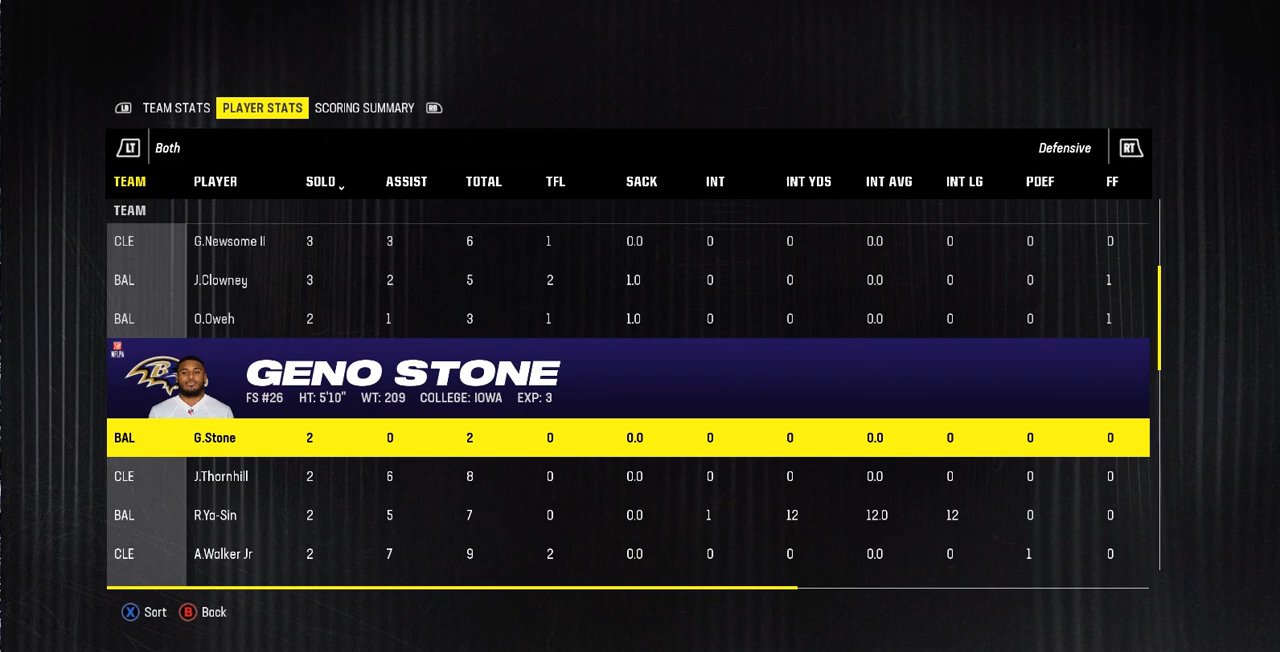 LB TEAM STATS PLAYER STATS SCORING SUMMARY RB
LT Both Defensive RT
TEAM PLAYER SOLO ASSIST TOTAL TFL SACK INT INT YDS INT AVG INT LG PDEF FF
TEAM
CLE G.Newsome II 3 3 6 1 0.0 0 0 0.0 0 0 0
BAL J.Clowney 3 2 5 2 1.0 0 0 0.0 0 0 1
BAL O.Oweh 2 1 3 1 1.0 0 0 0.0 0 0 1
NFLPA
GENO STONE
FS #26 HT: 5'10" WT: 209 COLLEGE: IOWA EXP: 3
BAL G.Stone 2 0 2 0 0.0 0 0 0.0 0 0 0
CLE J.Thornhill 2 6 8 0 0.0 0 0 0.0 0 0 0
BAL R.Ya-Sin 2 5 7 0 0.0 1 12 12.0 12 0 0
CLE A.Walker Jr 2 7 9 2 0.0 0 0 0.0 0 1 0
X Sort B Back